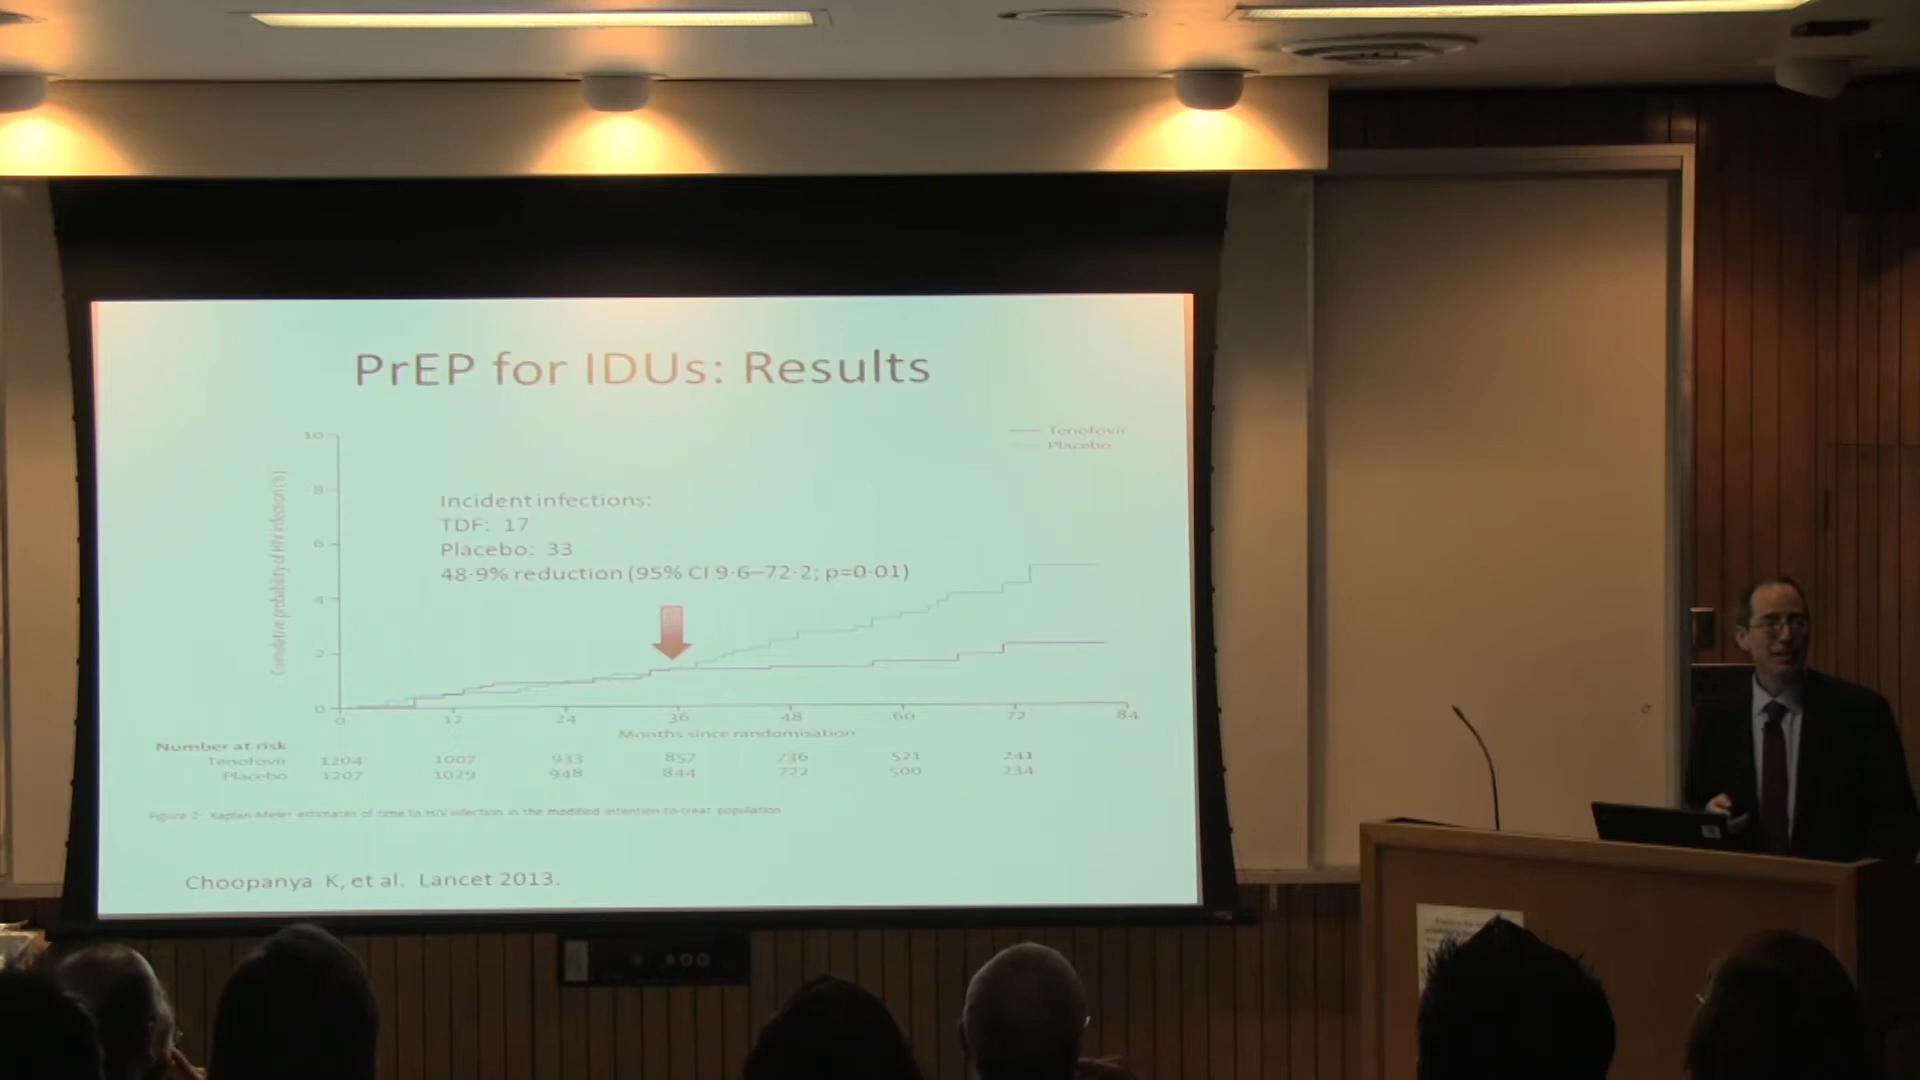 PrEP for IDUs: Results
Tenofovir
Placebo
Cumulative probability of HIV infection (%)
10
8
6
4
2
0
Incident infections:
TDF: 17
Placebo: 33
48·9% reduction (95% CI 9·6–72·2; p=0·01)
0 12 24 36 48 60 72 84
Months since randomisation
Number at risk
Tenofovir 1204 1007 933 857 736 521 241
Placebo 1207 1029 948 844 722 500 234
Figure 2: Kaplan-Meier estimates of time to HIV infection in the modified intention-to-treat population
Choopanya K, et al. Lancet 2013.